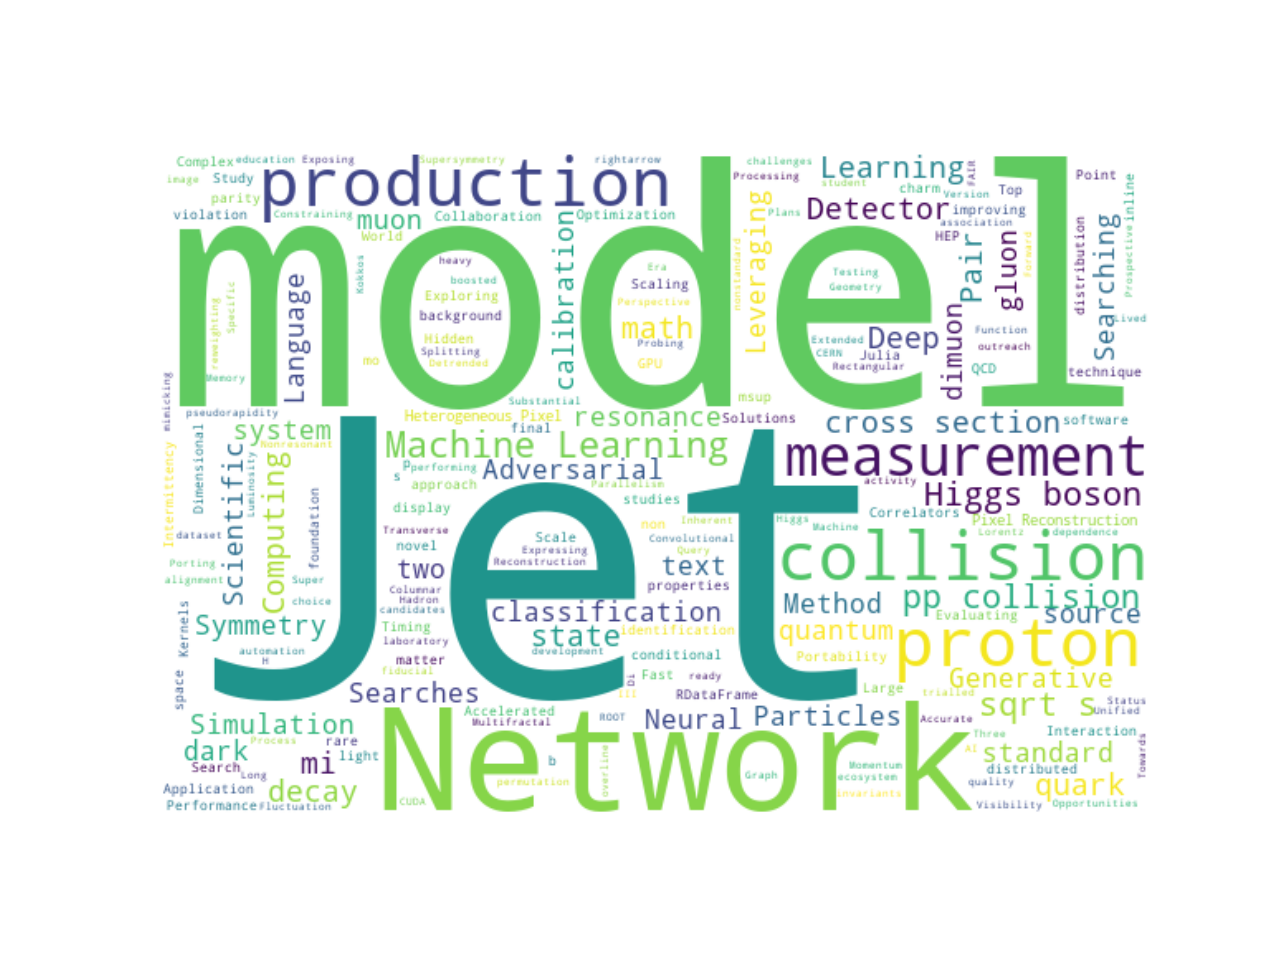 Complex education Exposing Supersymmetry rightarrow challenges Learning FAIR Point
image Study production Processing student charm Version Top inline
parity
violation Constraining muon Collaboration Optimization Plans Detector improving
association
World HEP
model
Kokkos heavy Era nonstandard Leveraging Testing Pair gluon Forward distribution Searching Prospective
reweighting Specific Language boosted Scaling Geometry
Exploring calibration Perspective
background math Extended Deep dimuon Function Lived
Hidden Probing CERN Julia outreach
Splitting
mo Detrended GPU Rectangular QCD technique
Memory Substantial msup
mimicking pseudorapidity Heterogeneous Pixel resonance Solutions cross section software
system final
Nonresonant Machine Learning measurement
Intermittency Dimensional Scientific Luminosity Computing s P performing Adversarial activity
approach Parallelism Higgs boson
studies
Jet
display Correlators
dataset foundation Transverse non Inherent Higgs Machine Pixel Reconstruction
novel Scale Convolutional Lorentz dependence
Porting Expressing Query collision
alignment Super two Reconstruction text
Columnar properties
choice Hadron
candidates classification Method pp collision
source
Kernels Symmetry Timing state identification quantum Evaluating proton
laboratory
automation development Portability
H matter conditional
space fiducial Fast ready Generative
Searches Di III RDataFrame Large trialled
sqrt s Status
Unified
Simulation Accelerated ROOT Neural Particles Accurate
Multifractal
Network
dark Process rare Three Interaction
Search Long mi light b overline Graph Momentum AI standard Towards
ecosystem distributed
Application decay permutation invariants quality quark
Performance Fluctuation CUDA Visibility Opportunities